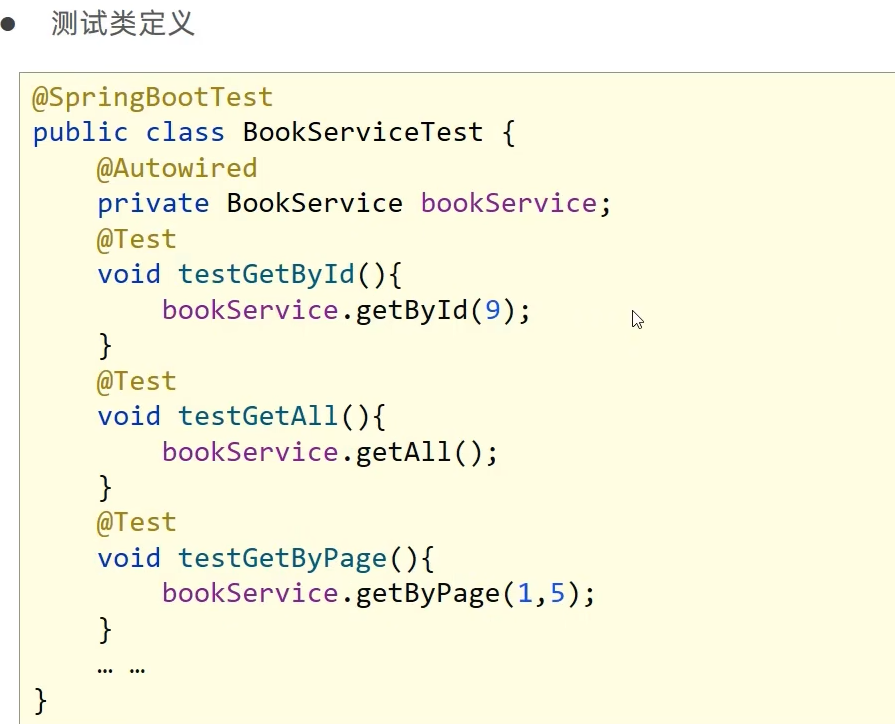 ● 测试类定义
@SpringBootTest
public class BookServiceTest {
    @Autowired
    private BookService bookService;
    @Test
    void testGetById(){
        bookService.getById(9);
    }
    @Test
    void testGetAll(){
        bookService.getAll();
    }
    @Test
    void testGetByPage(){
        bookService.getByPage(1,5);
    }
    … …
}